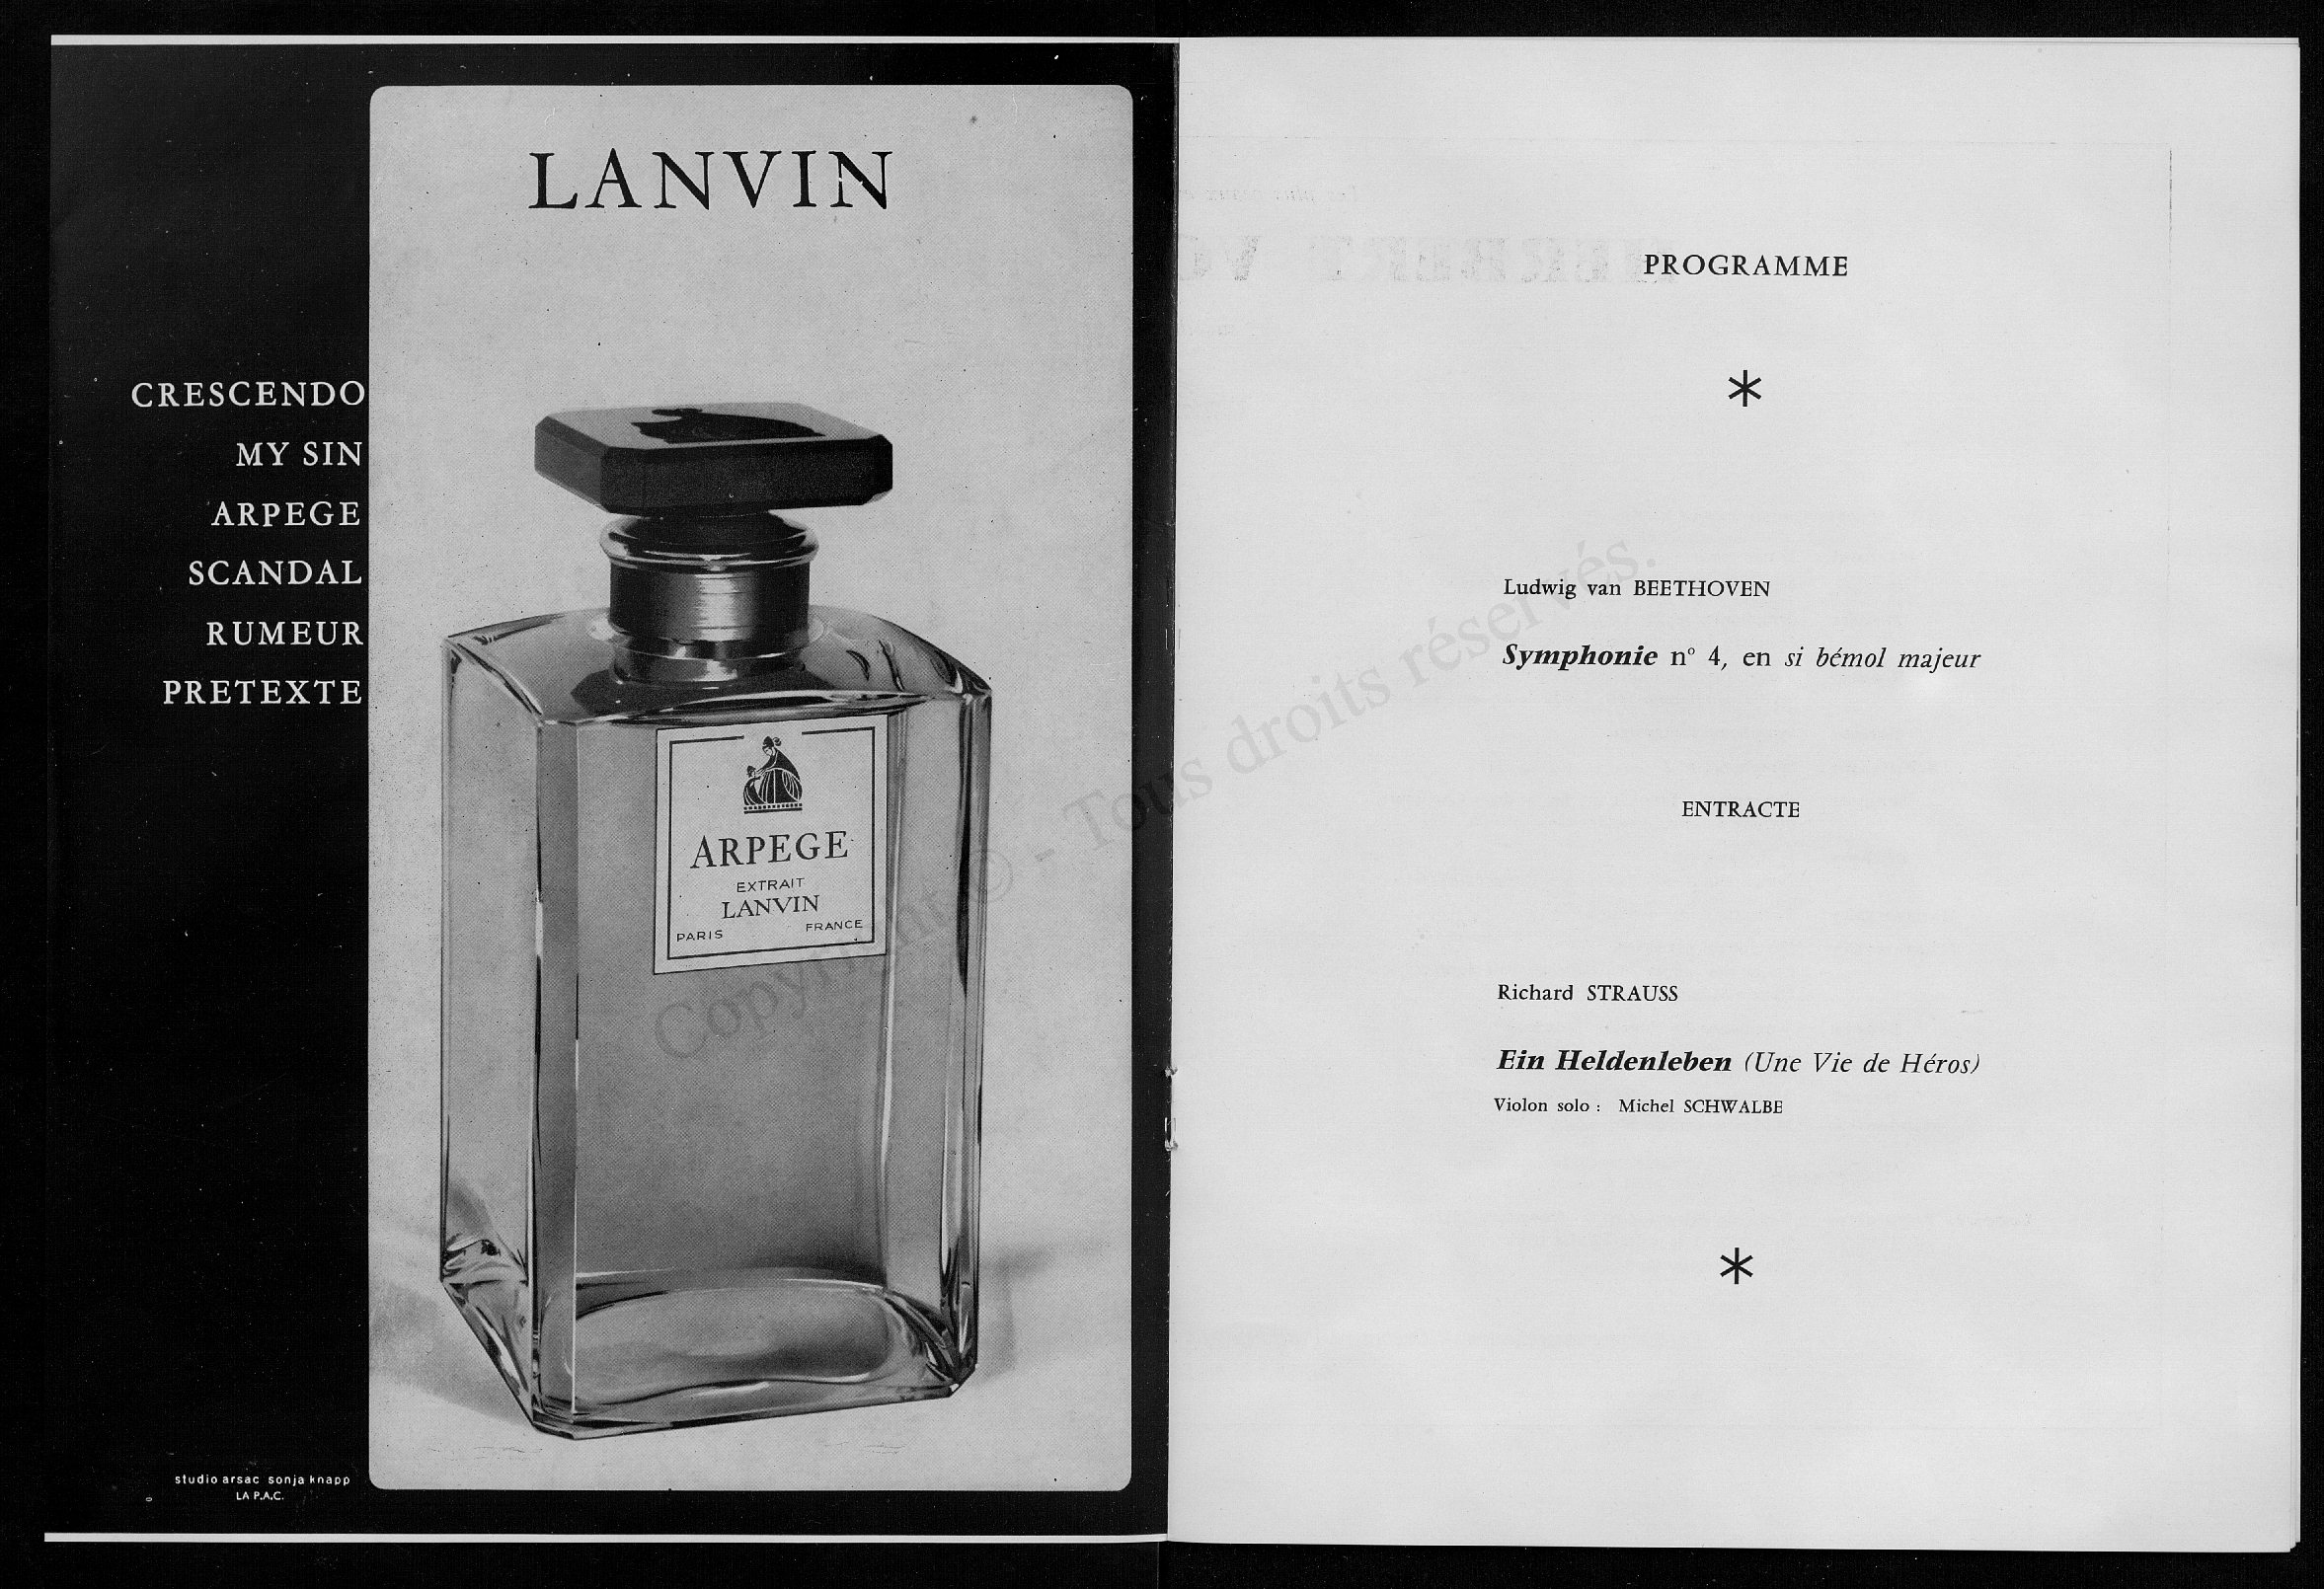 LANVIN
CRESCENDO
MY SIN
ARPEGE
SCANDAL
RUMEUR
PRETEXTE
ARPEGE
EXTRAIT
LANVIN
PARIS FRANCE
studio arsac sonja knapp
LA P.A.C.
PROGRAMME
*
Ludwig van BEETHOVEN
Symphonie n° 4, en si bémol majeur
ENTRACTE
Richard STRAUSS
Ein Heldenleben (Une Vie de Héros)
Violon solo : Michel SCHWALBE
*
Copyright © - Tous droits réservés.